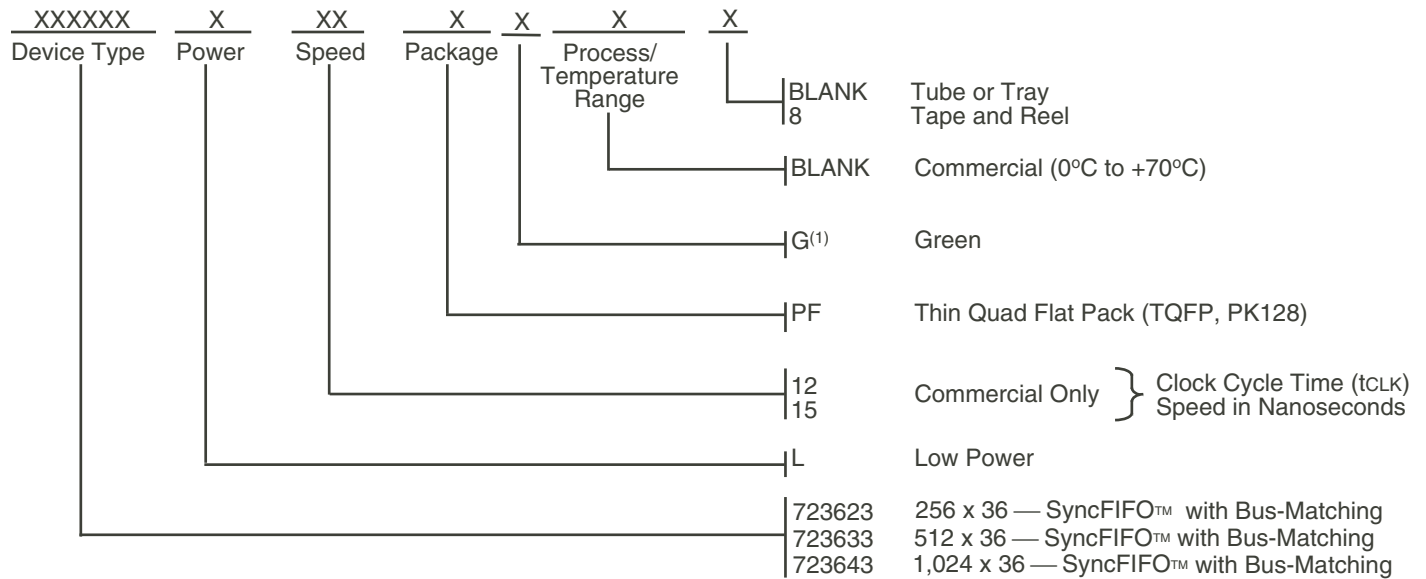 XXXXXX X XX X X X X
Device Type Power Speed Package Process/
Temperature
Range
BLANK Tube or Tray
8 Tape and Reel
BLANK Commercial (0ºC to +70ºC)
G(1) Green
PF Thin Quad Flat Pack (TQFP, PK128)
12
15
Commercial Only
Clock Cycle Time (tCLK)
Speed in Nanoseconds
L Low Power
723623 256 x 36 — SyncFIFO™ with Bus-Matching
723633 512 x 36 — SyncFIFO™ with Bus-Matching
723643 1,024 x 36 — SyncFIFO™ with Bus-Matching